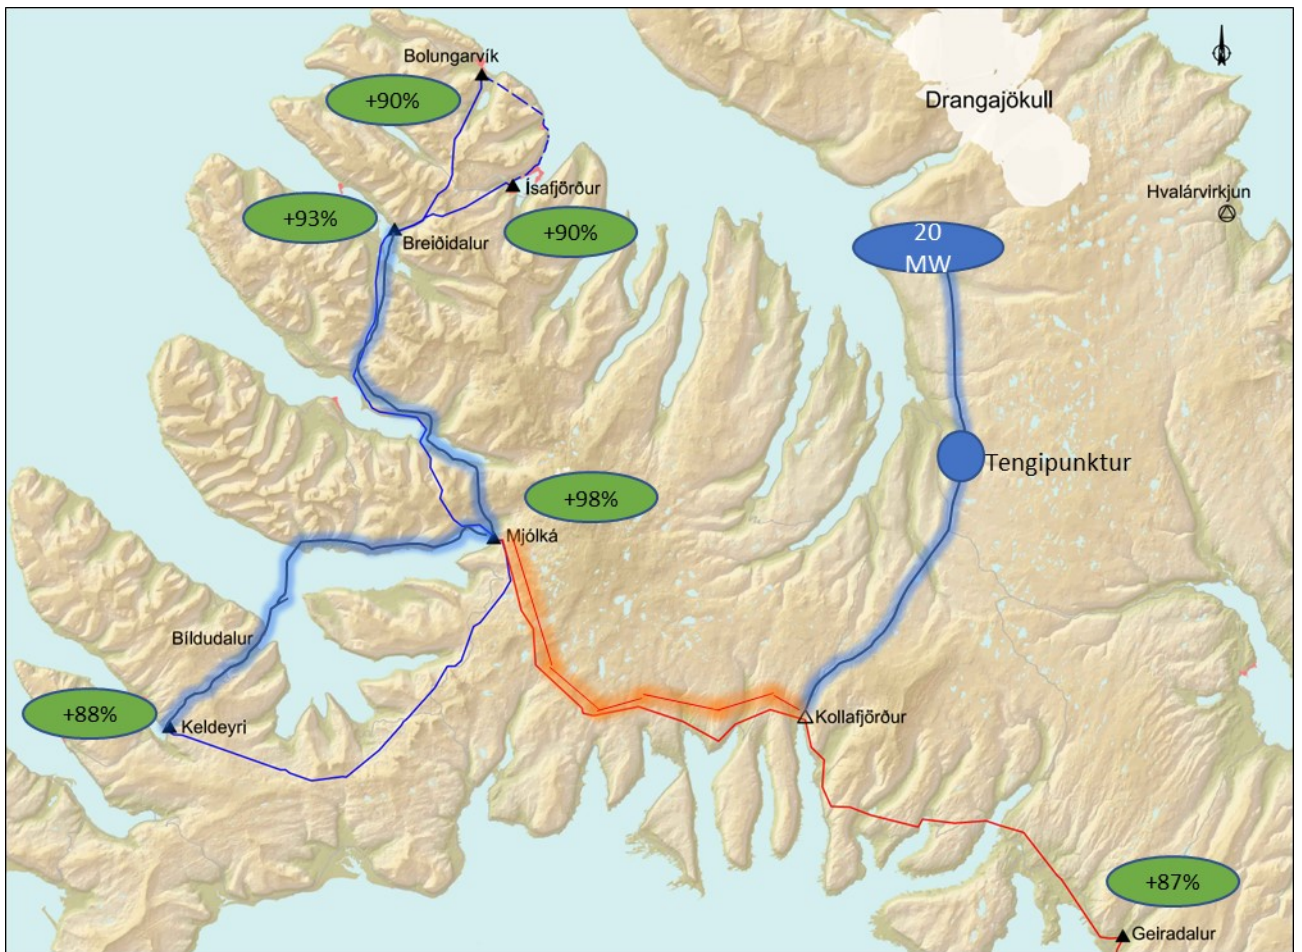 Bolungarvík
+90%
Drangajökull
Ísafjörður
Hvalárvirkjun
+93%
+90%
Breiðidalur
20
MW
Tengipunktur
+98%
Mjólká
Bíldudalur
+88%
Keldeyri
Kollafjörður
+87%
Geiradalur